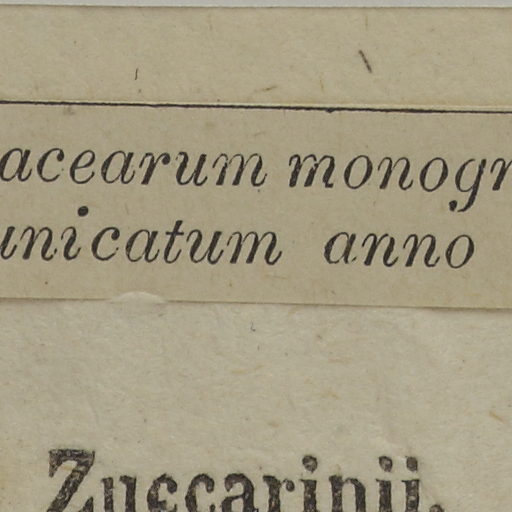 acearum monogr
unicatum anno
Zuccarinii.